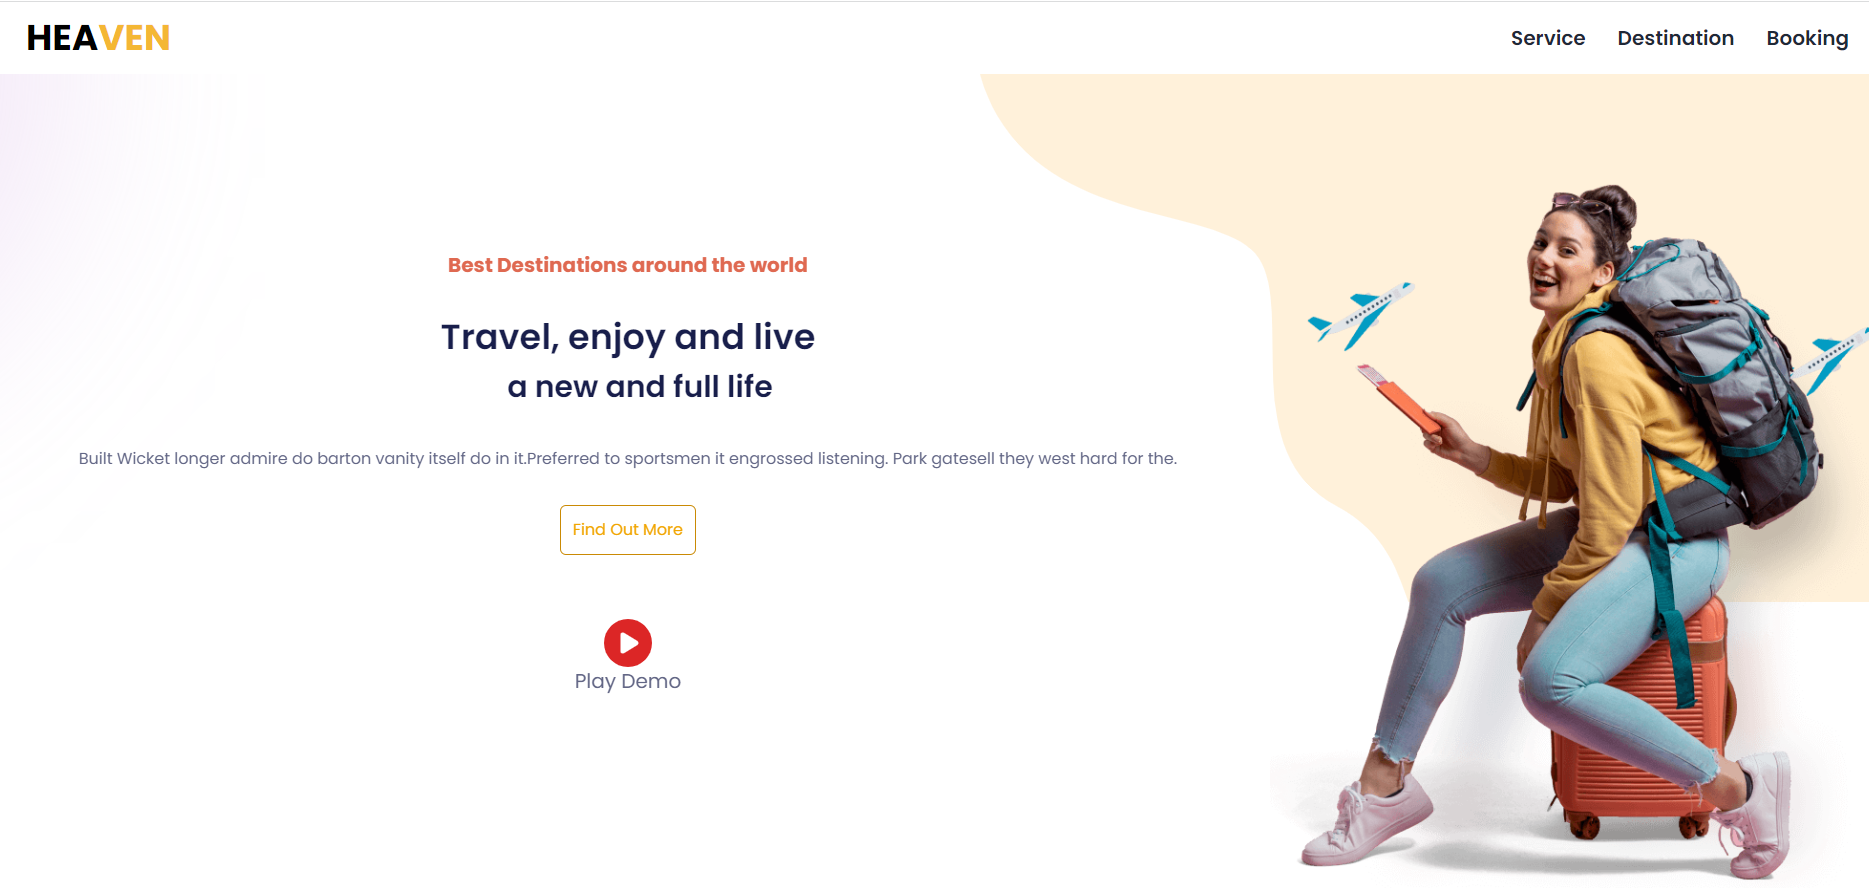 HEAVEN
Service Destination Booking
Best Destinations around the world
Travel, enjoy and live
a new and full life
Built Wicket longer admire do barton vanity itself do in it.Preferred to sportsmen it engrossed listening. Park gatesell they west hard for the.
Find Out More
Play Demo